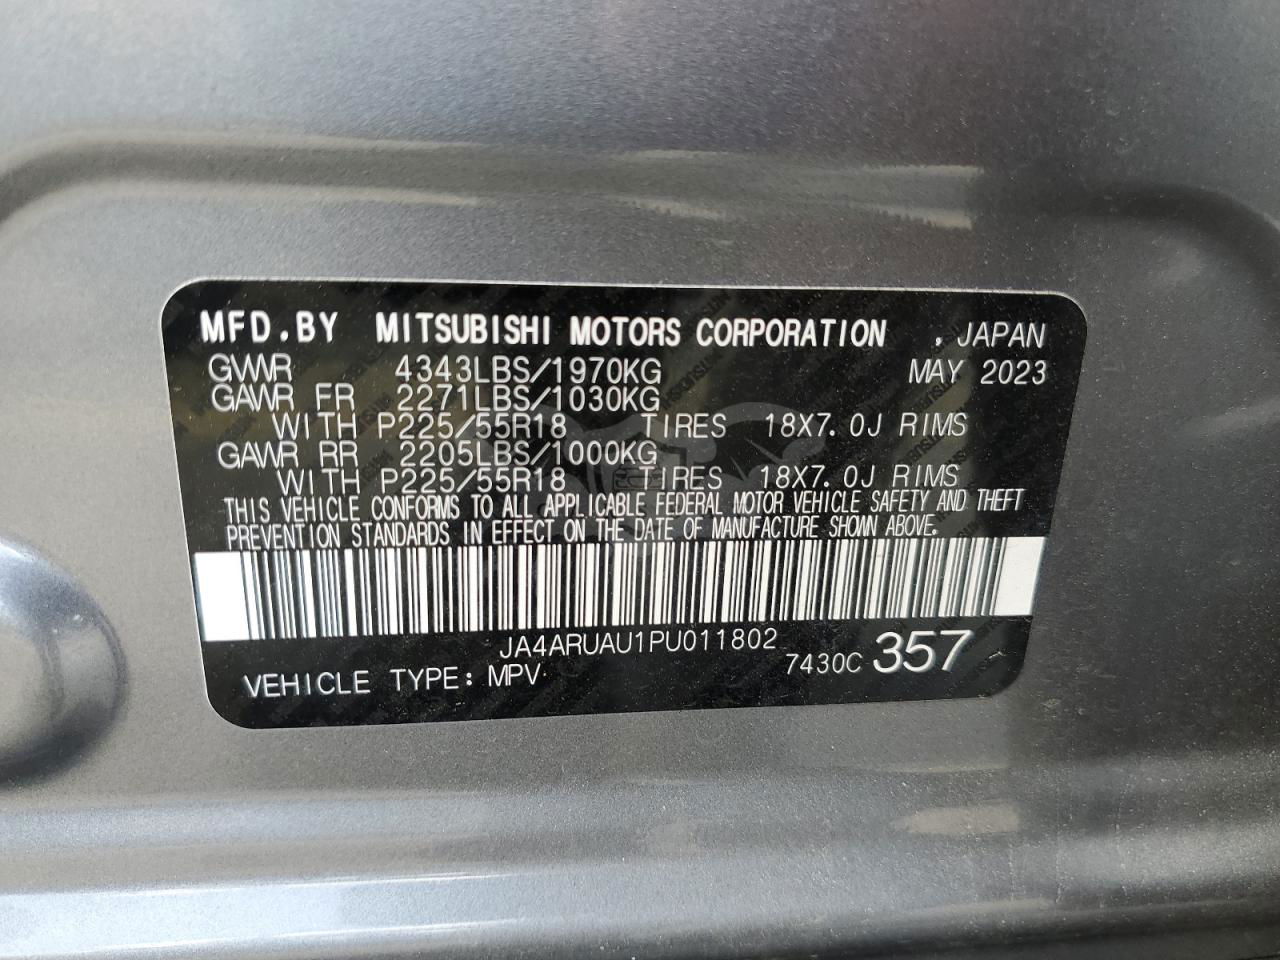 MFD.BY MITSUBISHI MOTORS CORPORATION , JAPAN
GVWR 4343LBS/1970KG MAY 2023
GAWR FR 2271LBS/1030KG
WITH P225/55R18 TIRES 18X7.0J RIMS
GAWR RR 2205LBS/1000KG
WITH P225/55R18 TIRES 18X7.0J RIMS
THIS VEHICLE CONFORMS TO ALL APPLICABLE FEDERAL MOTOR VEHICLE SAFETY AND THEFT
PREVENTION STANDARDS IN EFFECT ON THE DATE OF MANUFACTURE SHOWN ABOVE.
JA4ARUAU1PU011802
VEHICLE TYPE: MPV 7430C 357